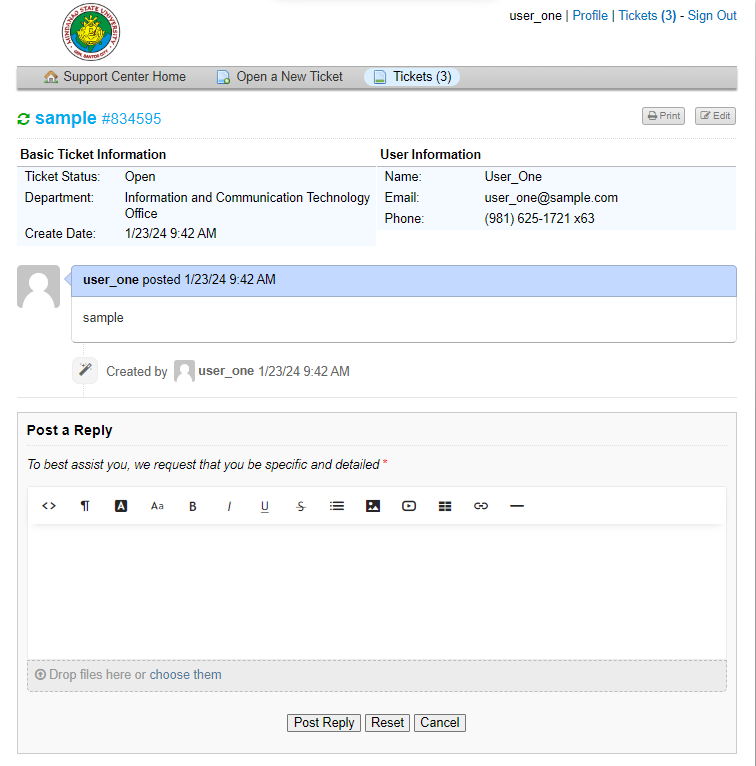 MINDANAO STATE UNIVERSITY
GEN. SANTOS CITY
user_one | Profile | Tickets (3) - Sign Out
Support Center Home Open a New Ticket Tickets (3)
sample #834595 Print Edit
Basic Ticket Information
Ticket Status: Open
Department: Information and Communication Technology
Office
Create Date: 1/23/24 9:42 AM
User Information
Name: User_One
Email: user_one@sample.com
Phone: (981) 625-1721 x63
user_one posted 1/23/24 9:42 AM
sample
Created by user_one 1/23/24 9:42 AM
Post a Reply
To best assist you, we request that you be specific and detailed *
<> ¶ A Aa B I U S
Drop files here or choose them
Post Reply Reset Cancel